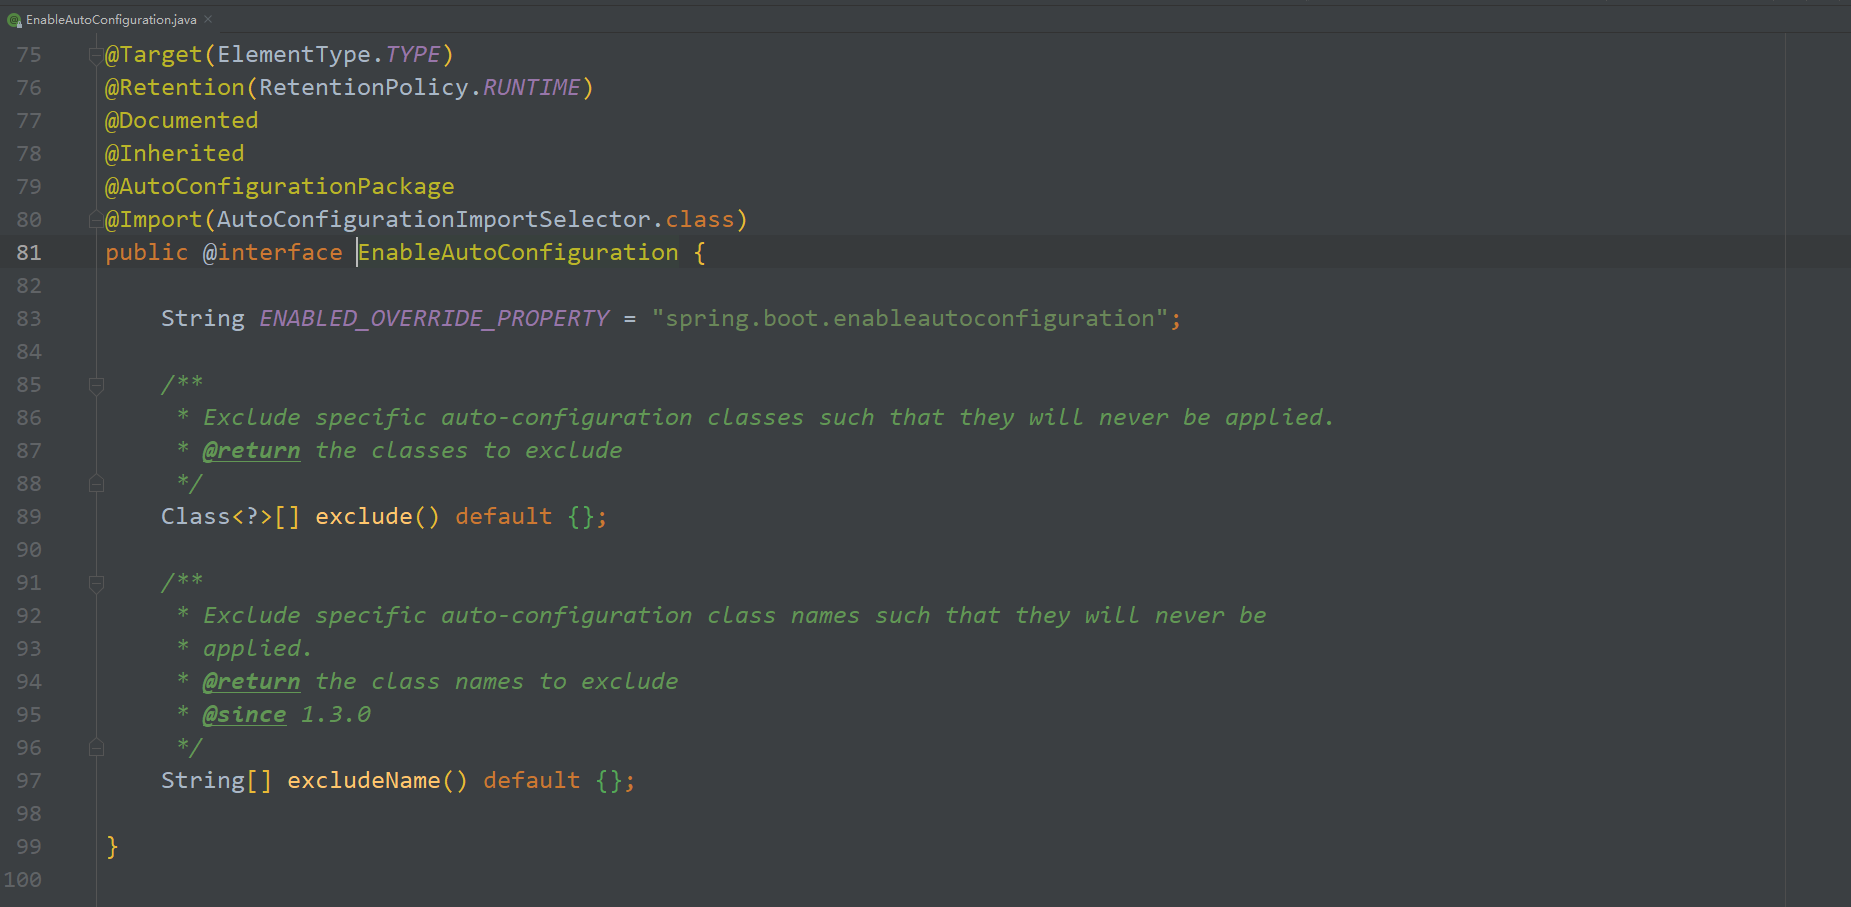 EnableAutoConfiguration.java
75 @Target(ElementType.TYPE)
76 @Retention(RetentionPolicy.RUNTIME)
77 @Documented
78 @Inherited
79 @AutoConfigurationPackage
80 @Import(AutoConfigurationImportSelector.class)
81 public @interface EnableAutoConfiguration {
82
83     String ENABLED_OVERRIDE_PROPERTY = "spring.boot.enableautoconfiguration";
84
85     /**
86      * Exclude specific auto-configuration classes such that they will never be applied.
87      * @return the classes to exclude
88      */
89     Class<?>[] exclude() default {};
90
91     /**
92      * Exclude specific auto-configuration class names such that they will never be
93      * applied.
94      * @return the class names to exclude
95      * @since 1.3.0
96      */
97     String[] excludeName() default {};
98
99 }
100